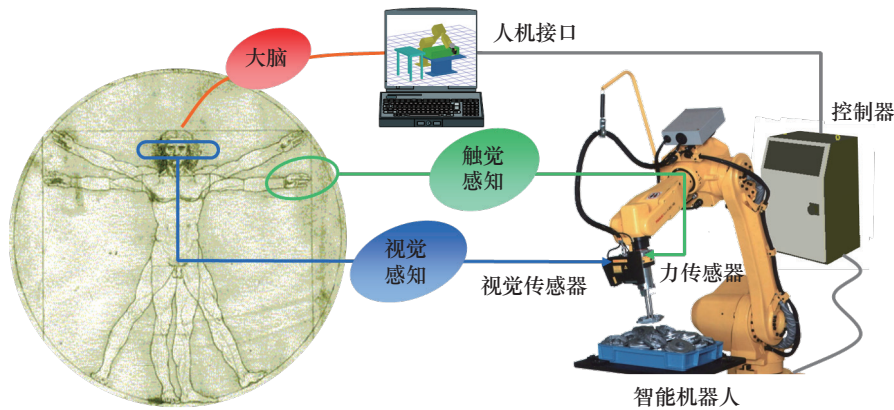 大脑
人机接口
控制器
触觉
感知
视觉
感知
视觉传感器
力传感器
智能机器人